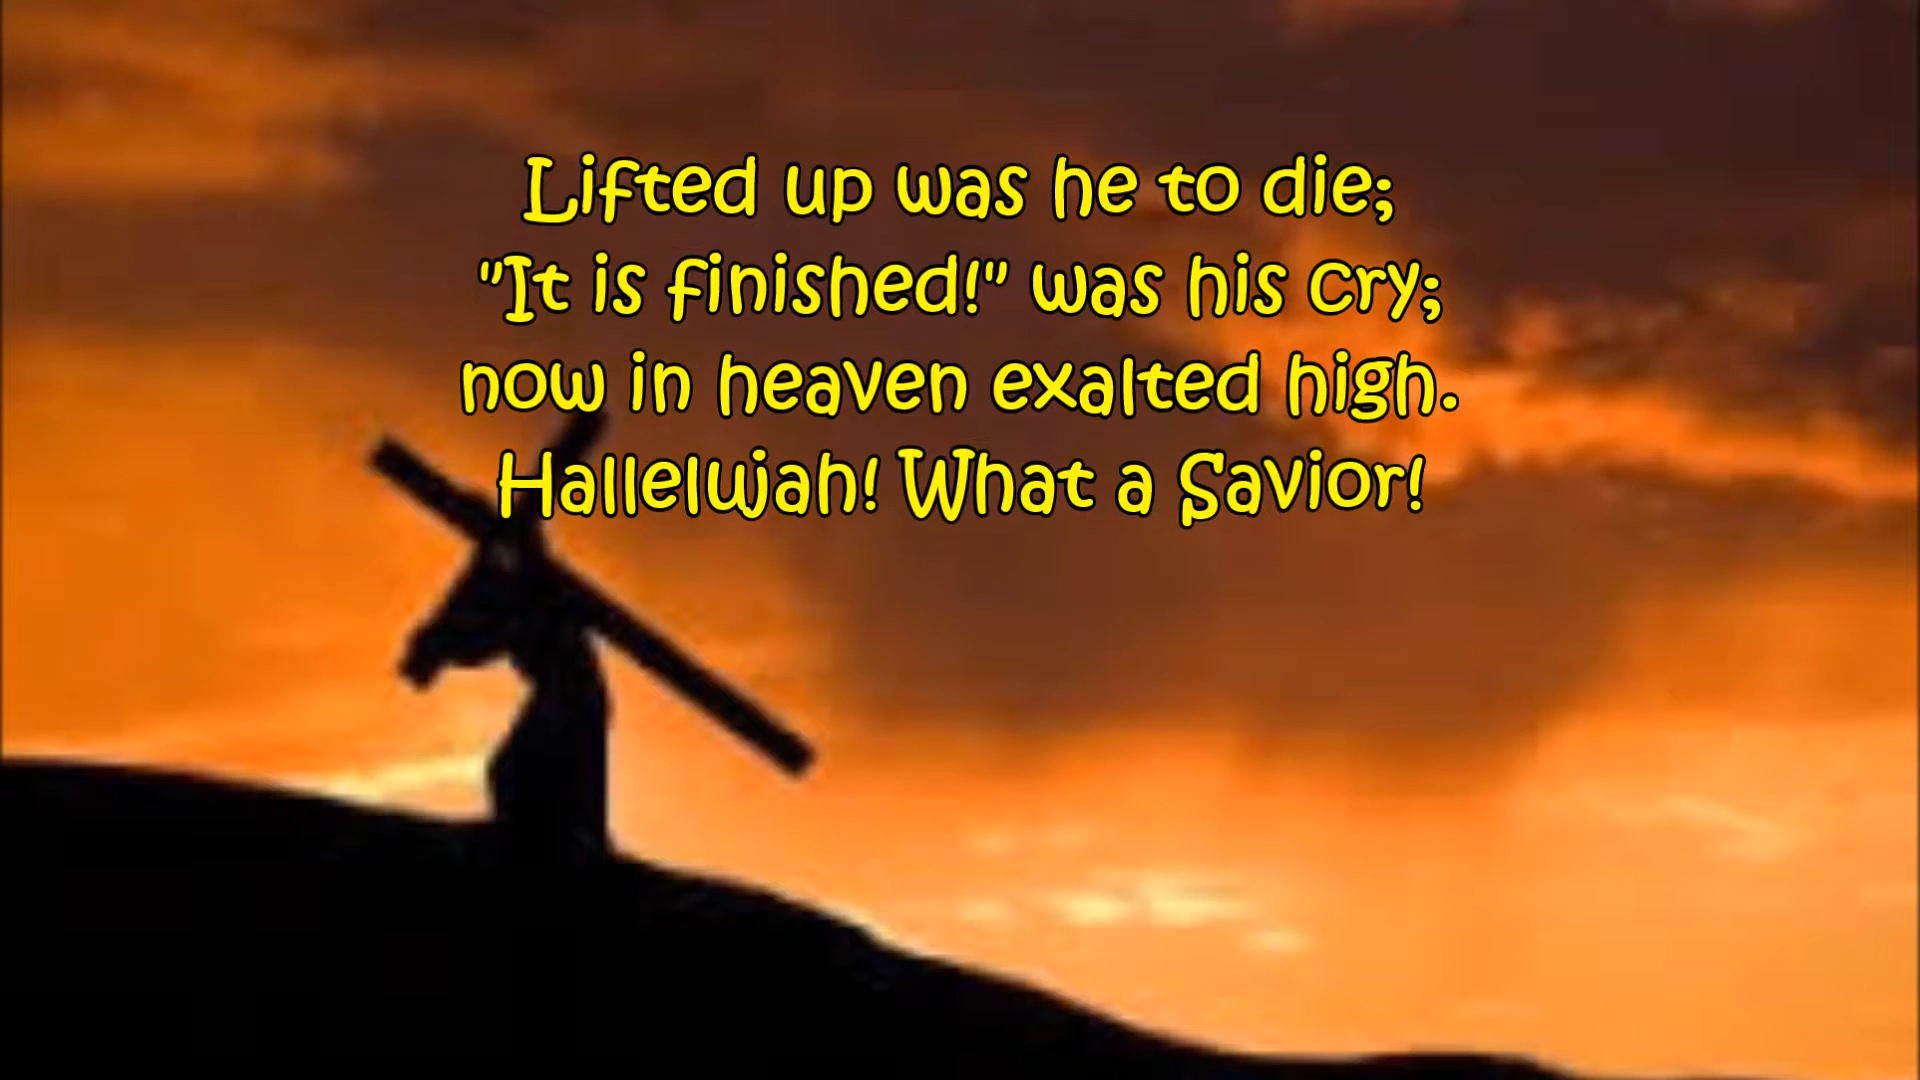 Lifted up was he to die;
"It is finished!" was his cry;
now in heaven exalted high.
Hallelujah! What a Savior!